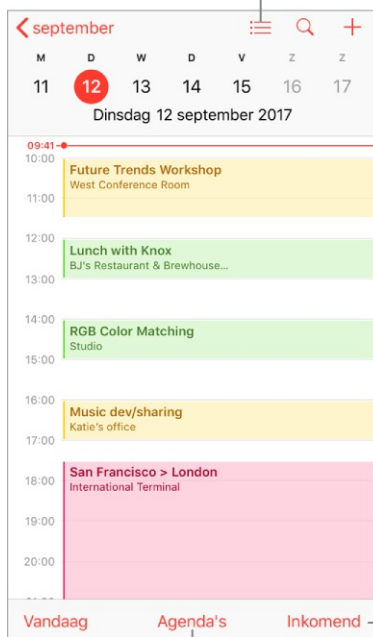 september
M D W D V Z Z
11 12 13 14 15 16 17
Dinsdag 12 september 2017
09:41
10:00
Future Trends Workshop
West Conference Room
11:00
12:00
Lunch with Knox
BJ's Restaurant & Brewhouse...
13:00
14:00
RGB Color Matching
Studio
15:00
16:00
Music dev/sharing
Katie's office
17:00
San Francisco > London
18:00
International Terminal
19:00
20:00
Vandaag Agenda's Inkomend